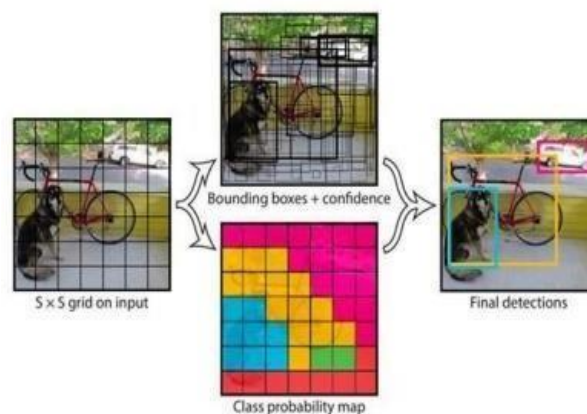 Bounding boxes + confidence
S × S grid on input
Final detections
Class probability map